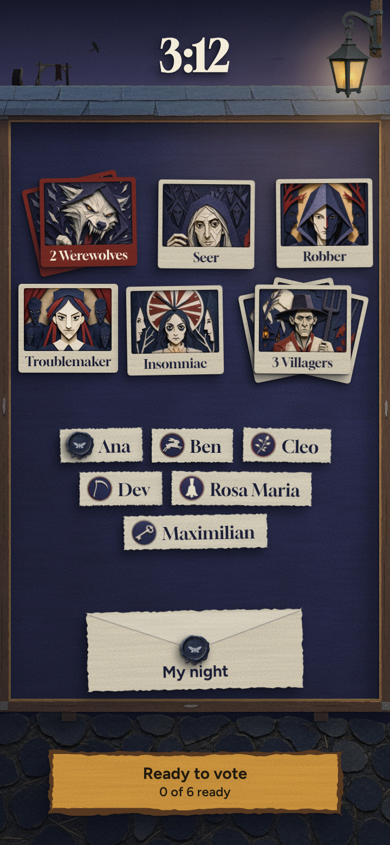 3:12
2 Werewolves
Seer
Robber
Troublemaker
Insomniac
3 Villagers
Ana
Ben
Cleo
Dev
Rosa Maria
Maximilian
My night
Ready to vote
0 of 6 ready